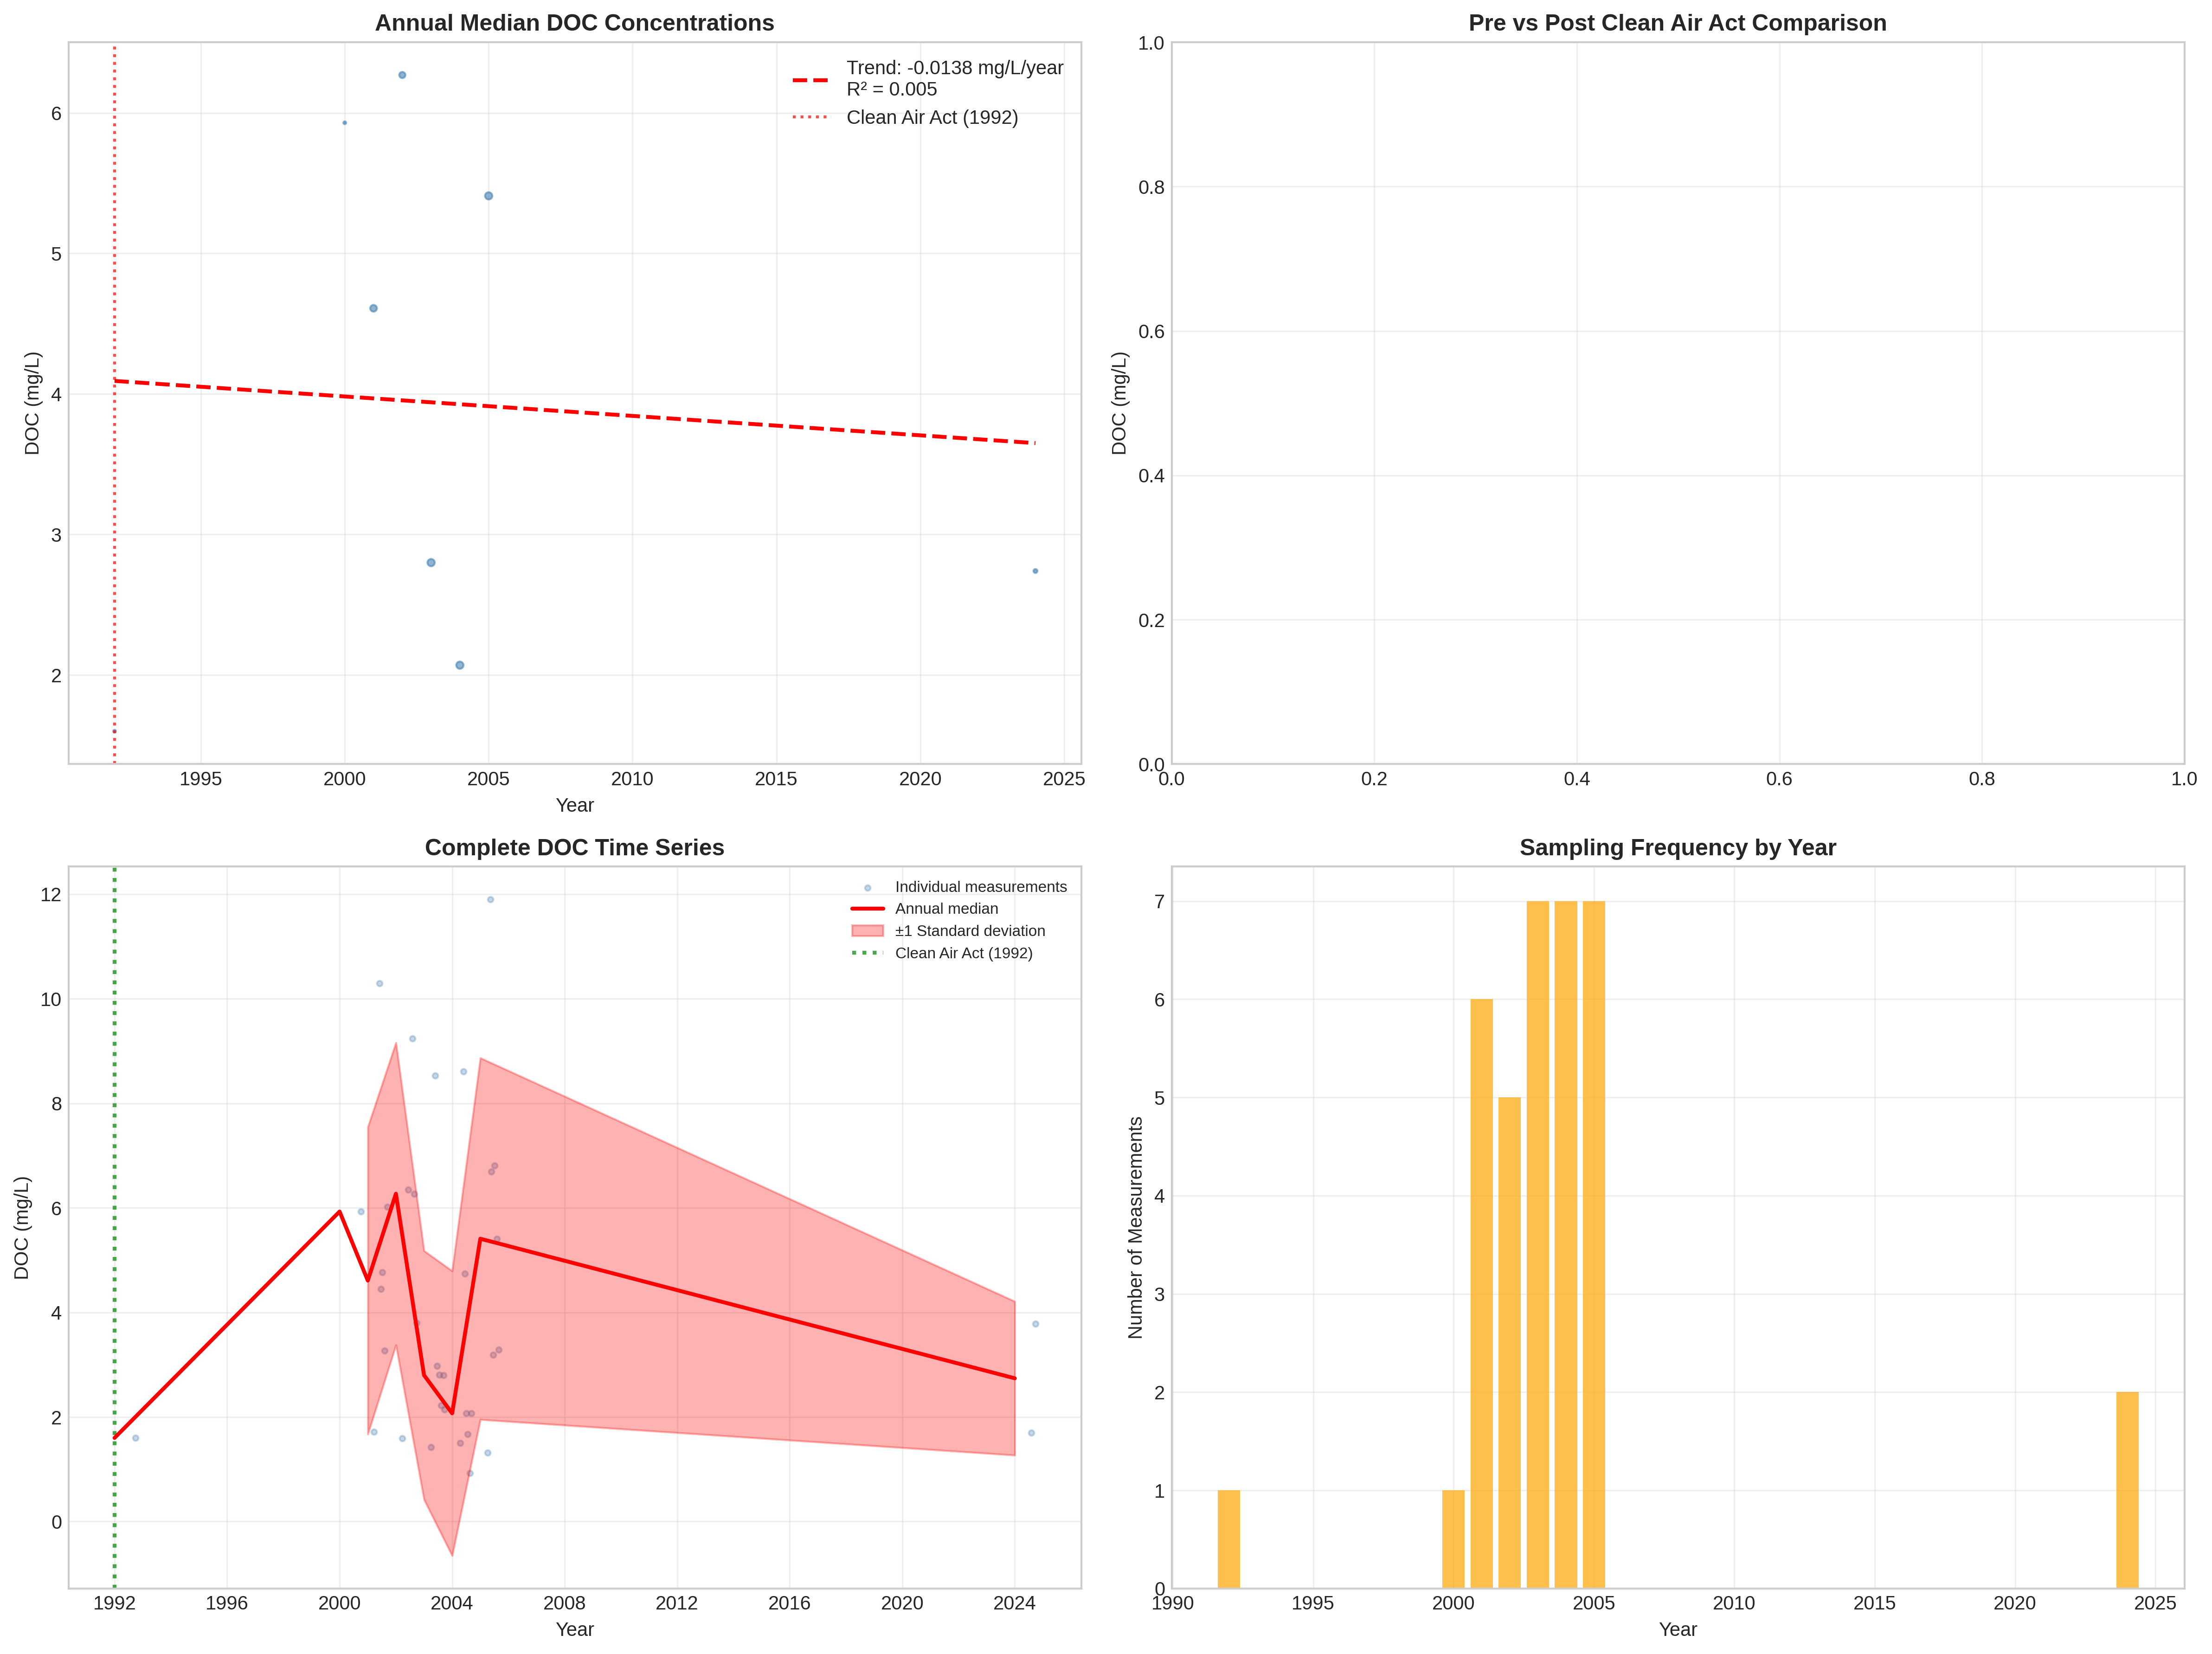 Annual Median DOC Concentrations
Trend: -0.0138 mg/L/year
R² = 0.005
Clean Air Act (1992)
DOC (mg/L)
6
5
4
3
2
1995 2000 2005 2010 2015 2020 2025
Year
Pre vs Post Clean Air Act Comparison
DOC (mg/L)
1.0
0.8
0.6
0.4
0.2
0.0
0.0 0.2 0.4 0.6 0.8 1.0
Complete DOC Time Series
Individual measurements
Annual median
±1 Standard deviation
Clean Air Act (1992)
DOC (mg/L)
12
10
8
6
4
2
0
1992 1996 2000 2004 2008 2012 2016 2020 2024
Year
Sampling Frequency by Year
Number of Measurements
7
6
5
4
3
2
1
0
1990 1995 2000 2005 2010 2015 2020 2025
Year